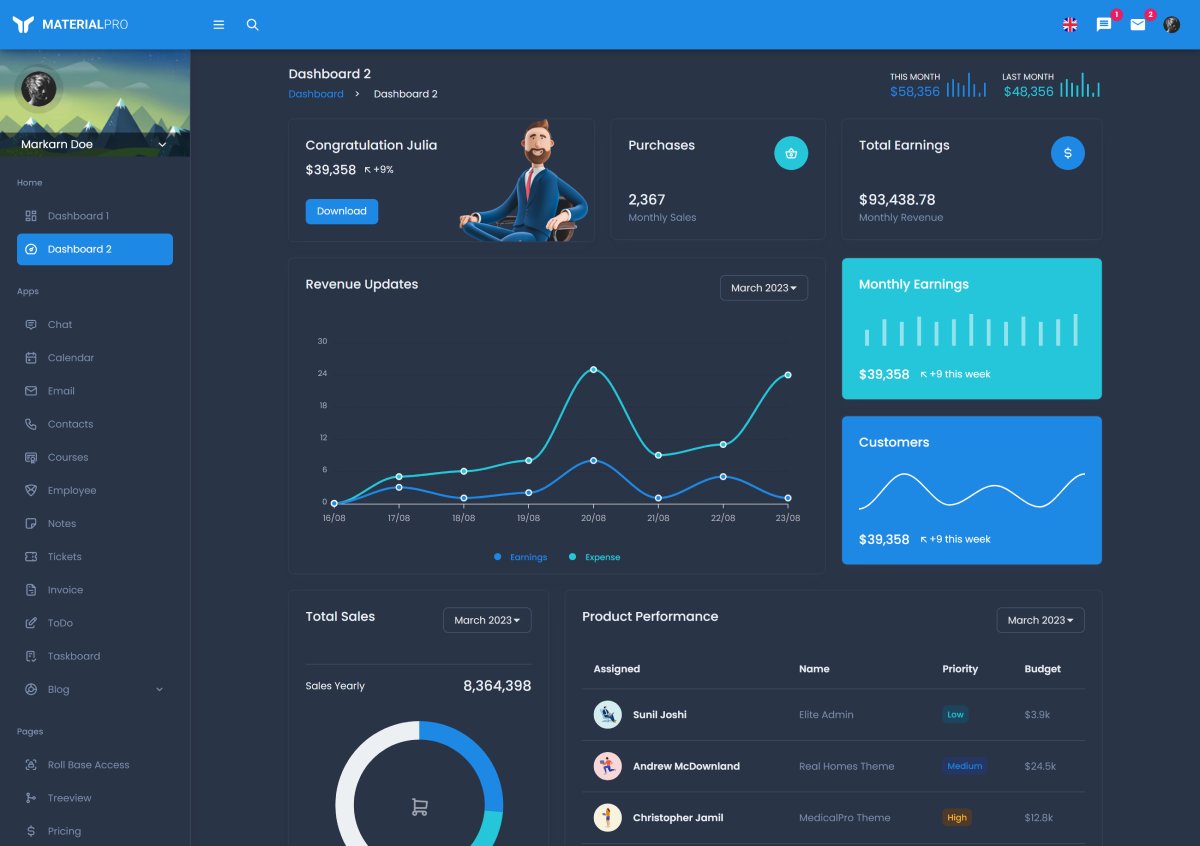 MATERIALPRO
1
2
Markarn Doe
Home
Dashboard 1
Dashboard 2
Apps
Chat
Calendar
Email
Contacts
Courses
Employee
Notes
Tickets
Invoice
ToDo
Taskboard
Blog
Pages
Roll Base Access
Treeview
$ Pricing
Dashboard 2
Dashboard > Dashboard 2
THIS MONTH
$58,356
LAST MONTH
$48,356
Congratulation Julia
$39,358 +9%
Download
Purchases
2,367
Monthly Sales
Total Earnings
$
$93,438.78
Monthly Revenue
Revenue Updates
March 2023
30
24
18
12
6
0
16/08 17/08 18/08 19/08 20/08 21/08 22/08 23/08
Earnings Expense
Monthly Earnings
$39,358 +9 this week
Customers
$39,358 +9 this week
Total Sales
March 2023
Sales Yearly 8,364,398
Product Performance
March 2023
Assigned Name Priority Budget
Sunil Joshi Elite Admin Low $3.9k
Andrew McDownland Real Homes Theme Medium $24.5k
Christopher Jamil MedicalPro Theme High $12.8k